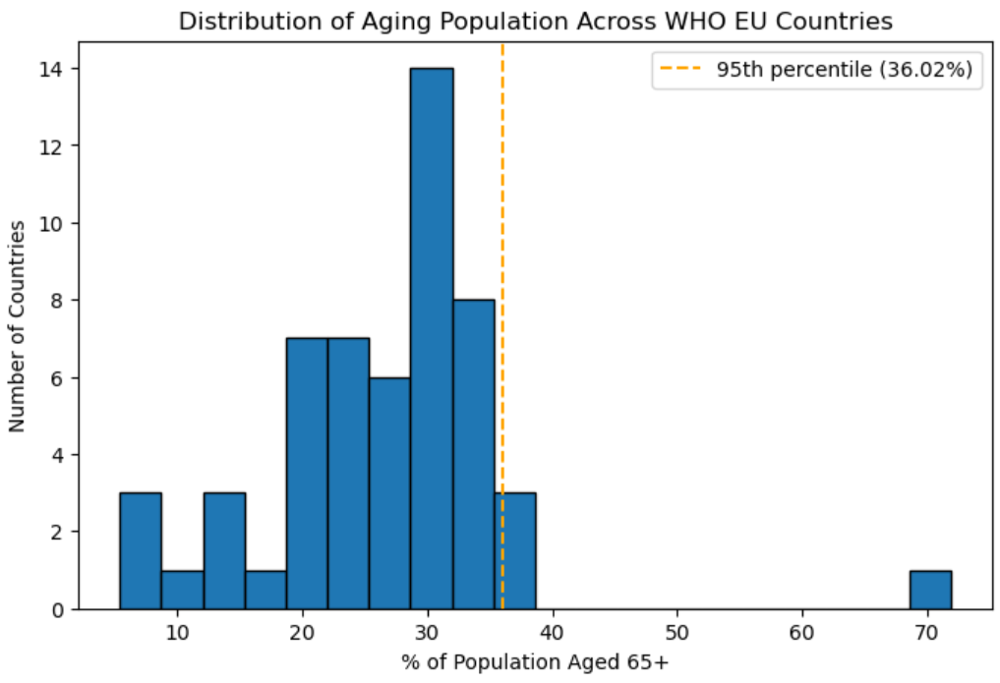 Distribution of Aging Population Across WHO EU Countries
95th percentile (36.02%)
Number of Countries
14
12
10
8
6
4
2
0
10 20 30 40 50 60 70
% of Population Aged 65+